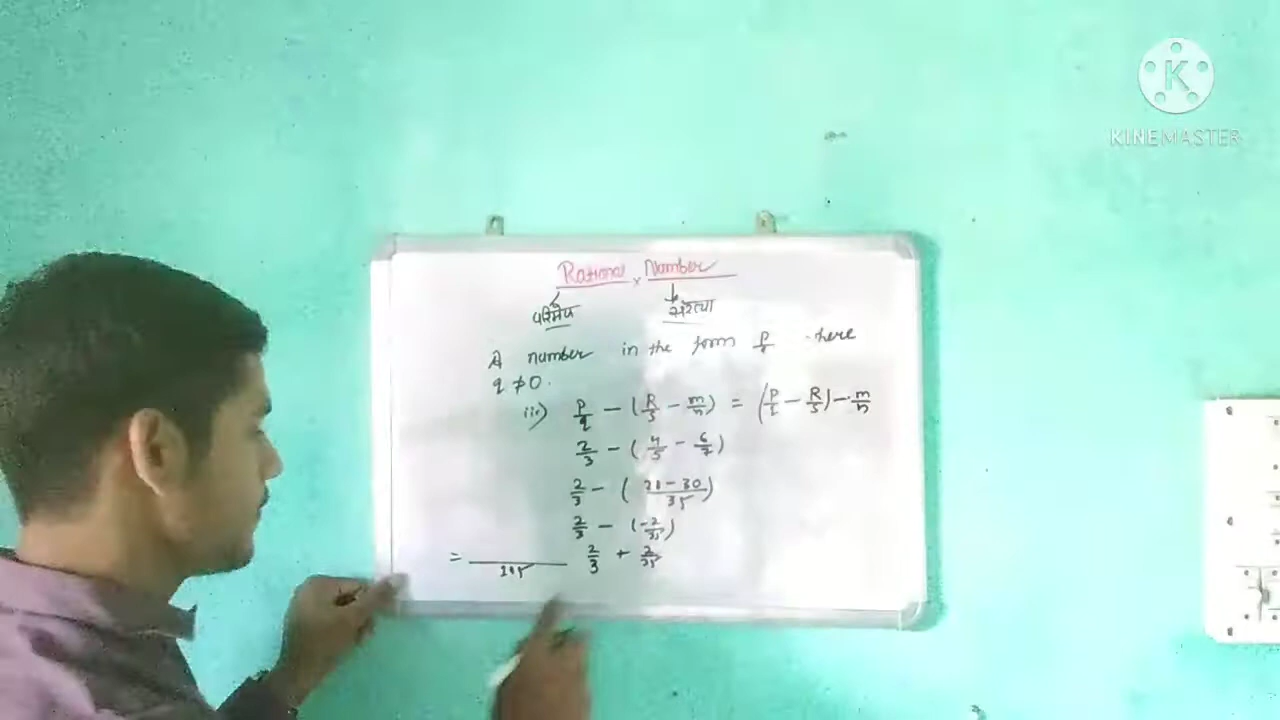 KINEMASTER
Rational Number
परिमेय संख्या
A number in the form p/q where
q ≠ 0.
iii) P/q - (R/S - m/n) = (P/q - R/S) - m/n
2/3 - (4/5 - 6/7)
2/3 - (28 - 30/35)
2/3 - (-2/35)
= /105 2/3 + 2/35